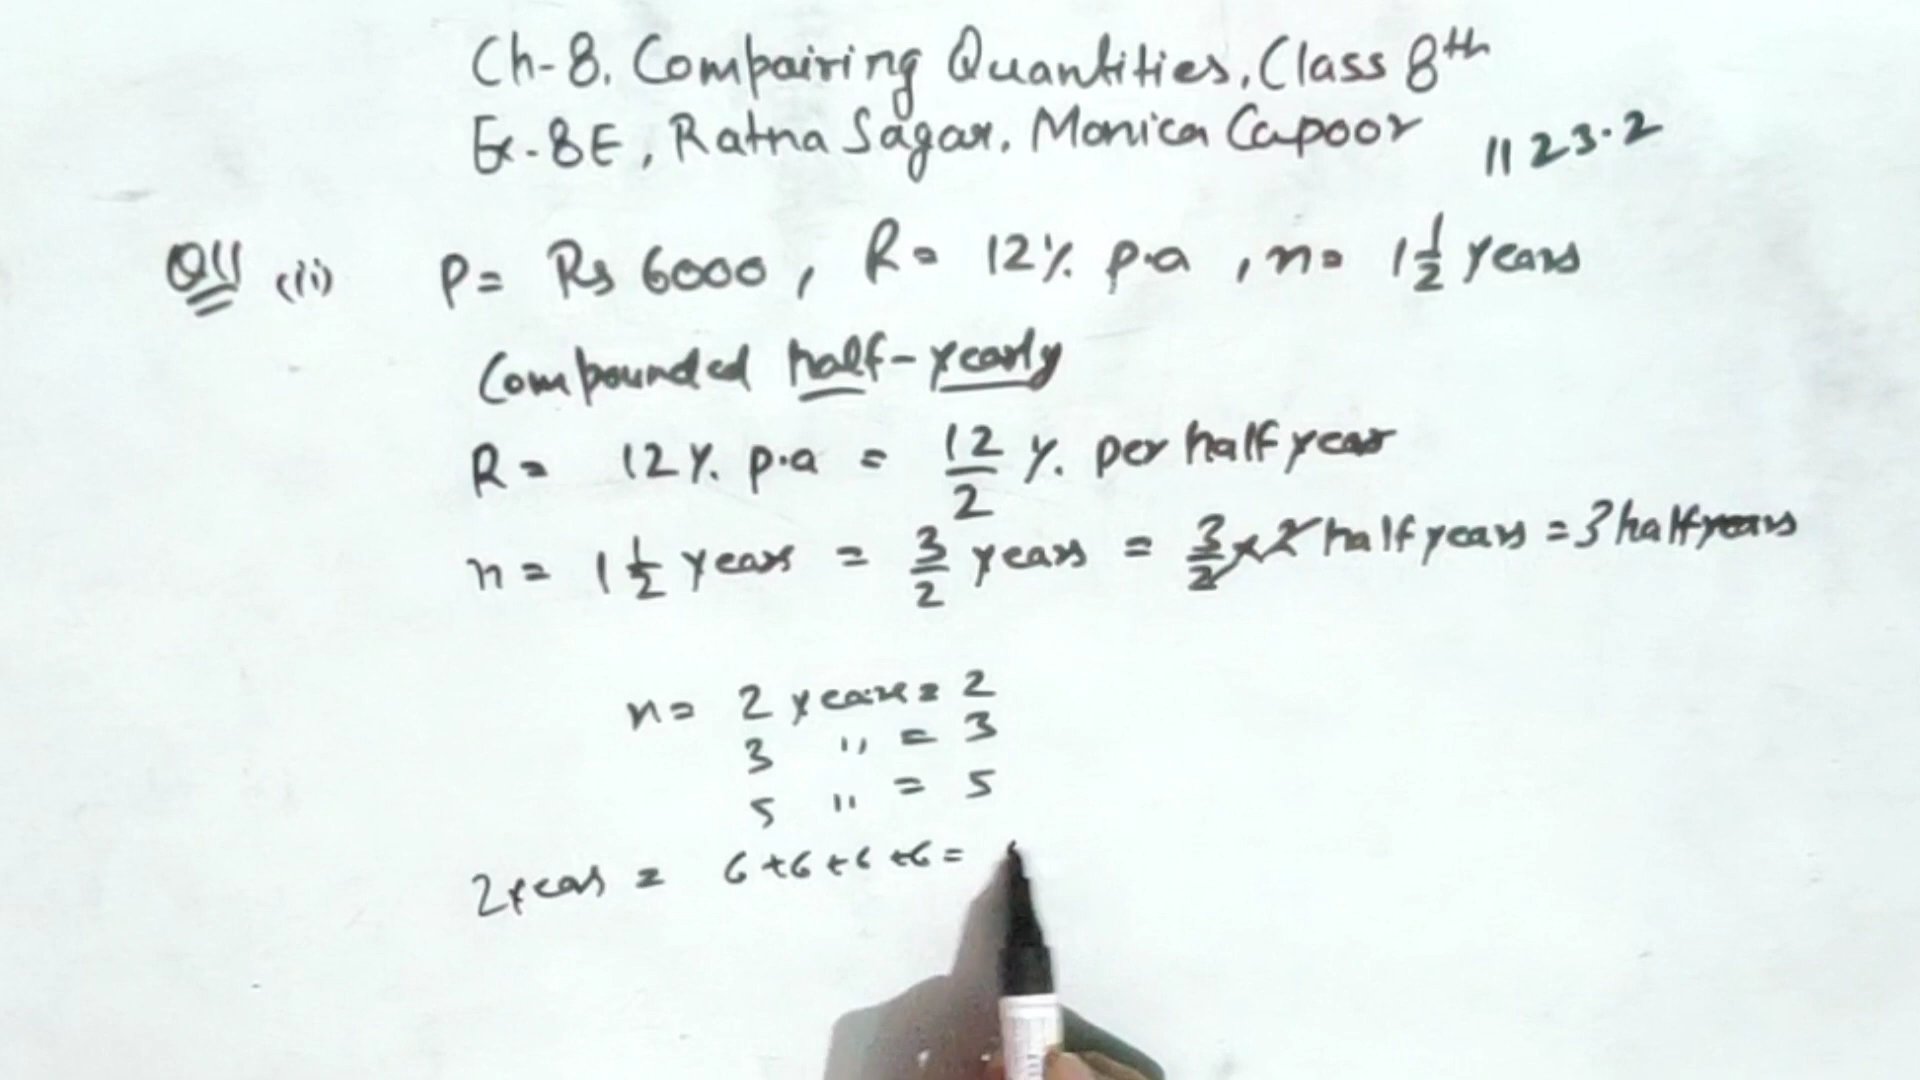 Ch-8. Compairing Quantities, Class 8th
Ex-8E, Ratna Sagar, Monica Capoor 1123.2
Q11 (ii) P= Rs 6000, R= 12% p.a, n= 1 1/2 years
Compounded half-yearly
R= 12% p.a = 12/2 % per half year
n= 1 1/2 years = 3/2 years = 3/2 x 2 half years = 3 half years
n= 2 years = 2
3 " = 3
5 " = 5
2 years = 6+6+6+6=